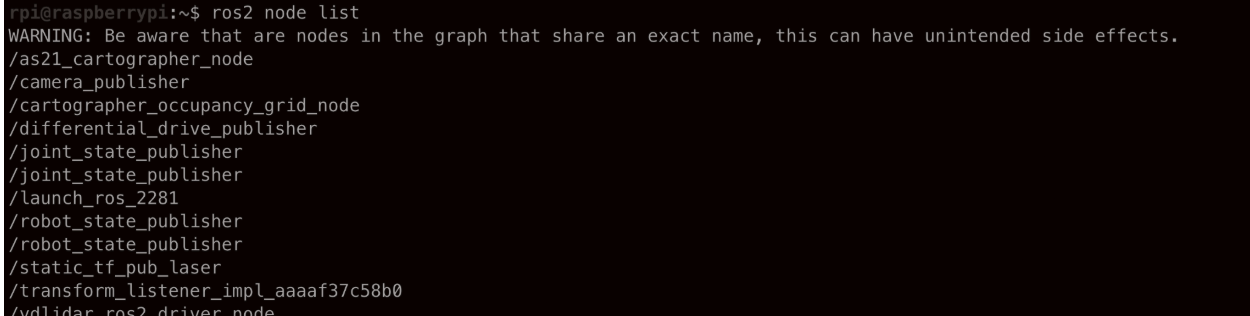 rpi@raspberrypi:~$ ros2 node list
WARNING: Be aware that are nodes in the graph that share an exact name, this can have unintended side effects.
/as21_cartographer_node
/camera_publisher
/cartographer_occupancy_grid_node
/differential_drive_publisher
/joint_state_publisher
/joint_state_publisher
/launch_ros_2281
/robot_state_publisher
/robot_state_publisher
/static_tf_pub_laser
/transform_listener_impl_aaaaf37c58b0
/ydlidar_ros2_driver_node